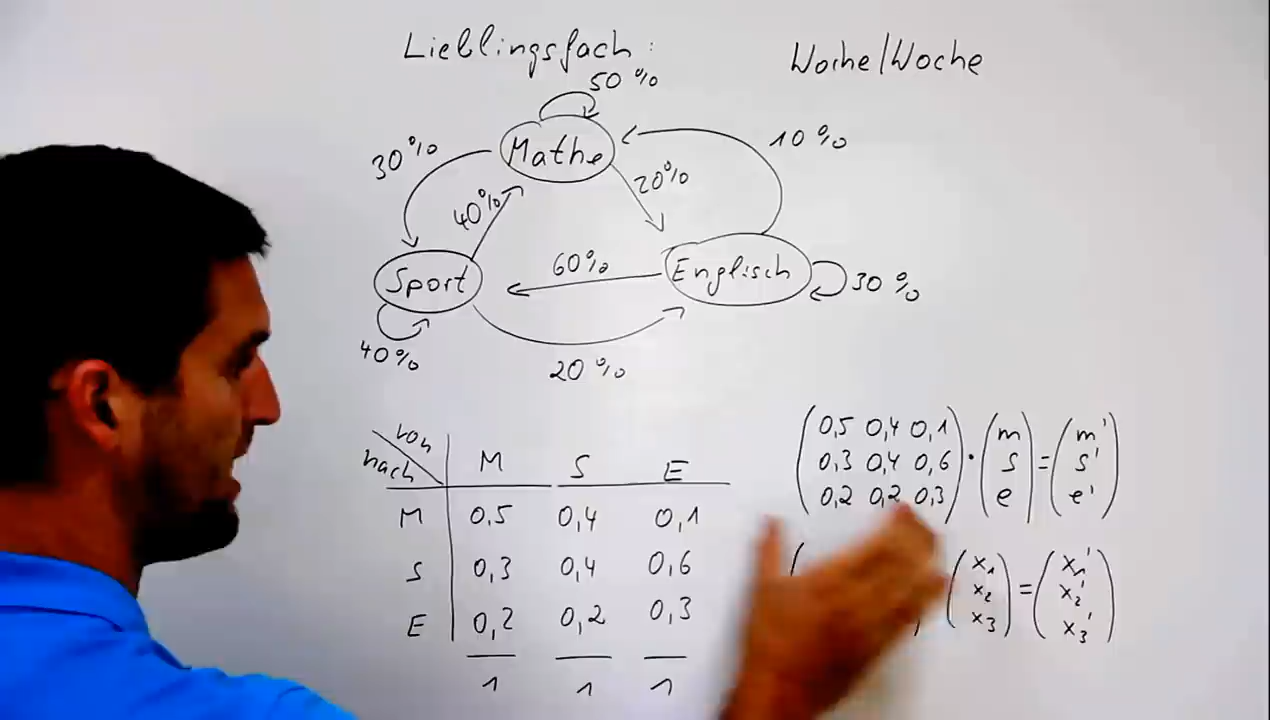 Lieblingsfach: Woche/Woche
50 %
30 % Mathe 10 %
40 % 20 %
Sport 60 % Englisch 30 %
40 % 20 %
von
nach M S E
M 0,5 0,4 0,1
S 0,3 0,4 0,6
E 0,2 0,2 0,3
1 1 1
(0,5 0,4 0,1) (m) (m')
(0,3 0,4 0,6) · (s) = (s')
(0,2 0,2 0,3) (e) (e')
(x₁) (x₁')
(x₂) = (x₂')
(x₃) (x₃')